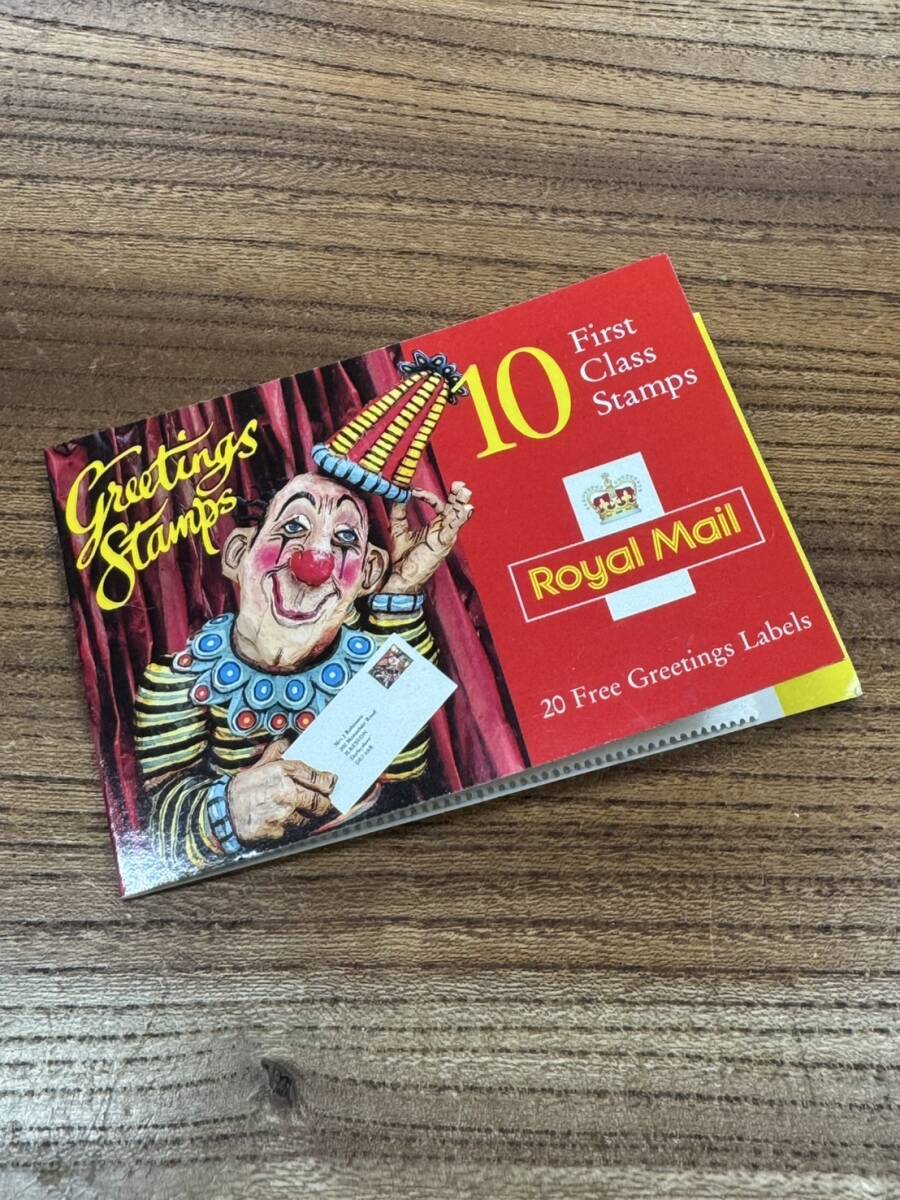 Greetings
Stamps
10
First
Class
Stamps
Royal Mail
20 Free Greetings Labels